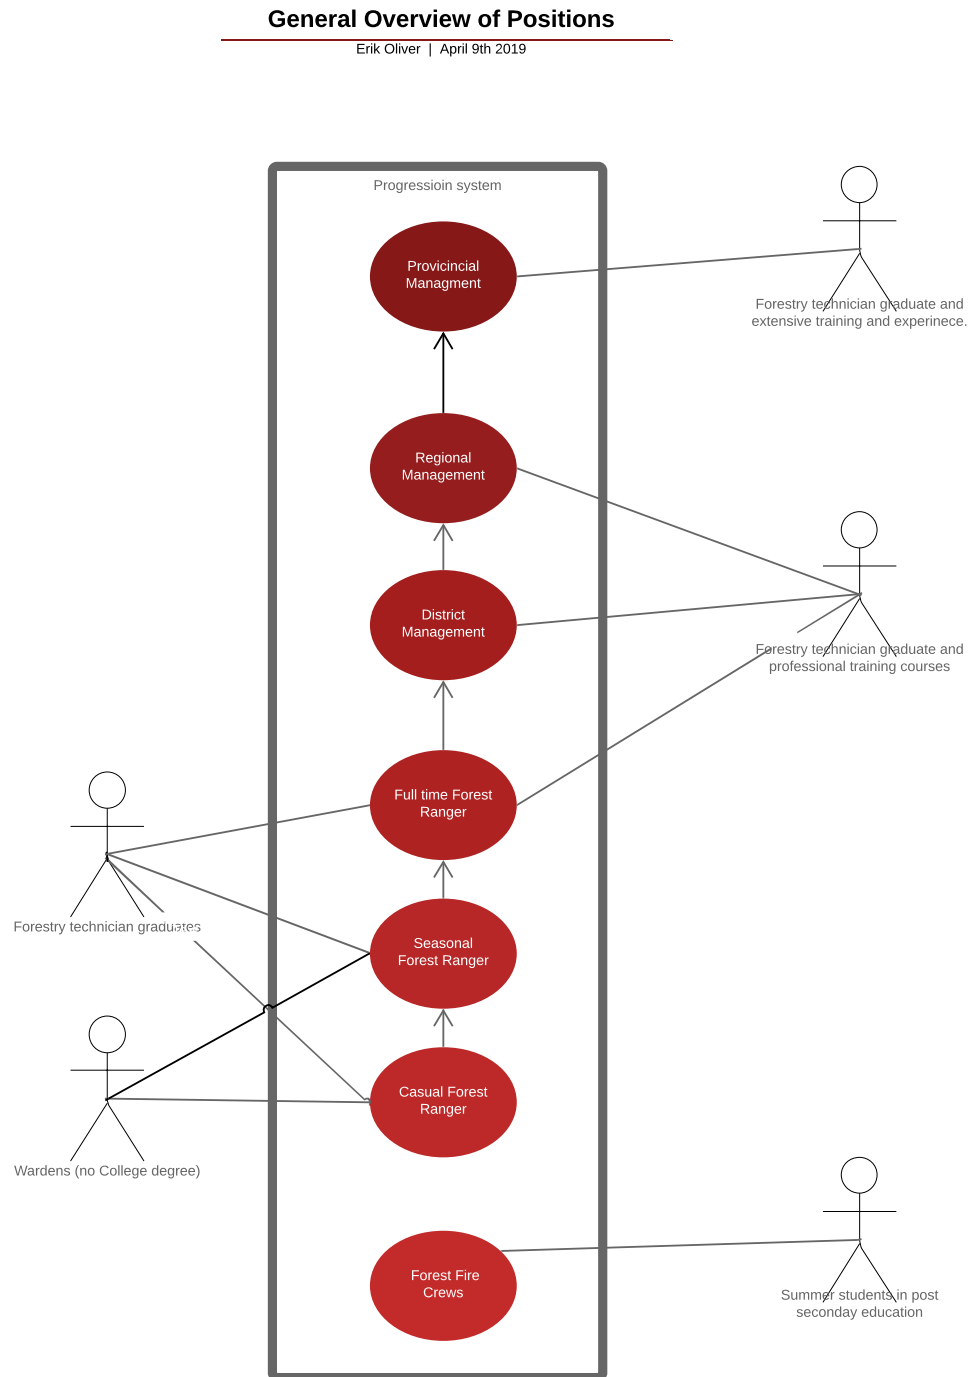 General Overview of Positions
Erik Oliver | April 9th 2019
Progressioin system
Provicincial
Managment
Forestry technician graduate and
extensive training and experinece.
Regional
Management
District
Management
Forestry technician graduate and
professional training courses
Full time Forest
Ranger
Forestry technician graduates
Seasonal
Forest Ranger
Casual Forest
Ranger
Wardens (no College degree)
Forest Fire
Crews
Summer students in post
seconday education